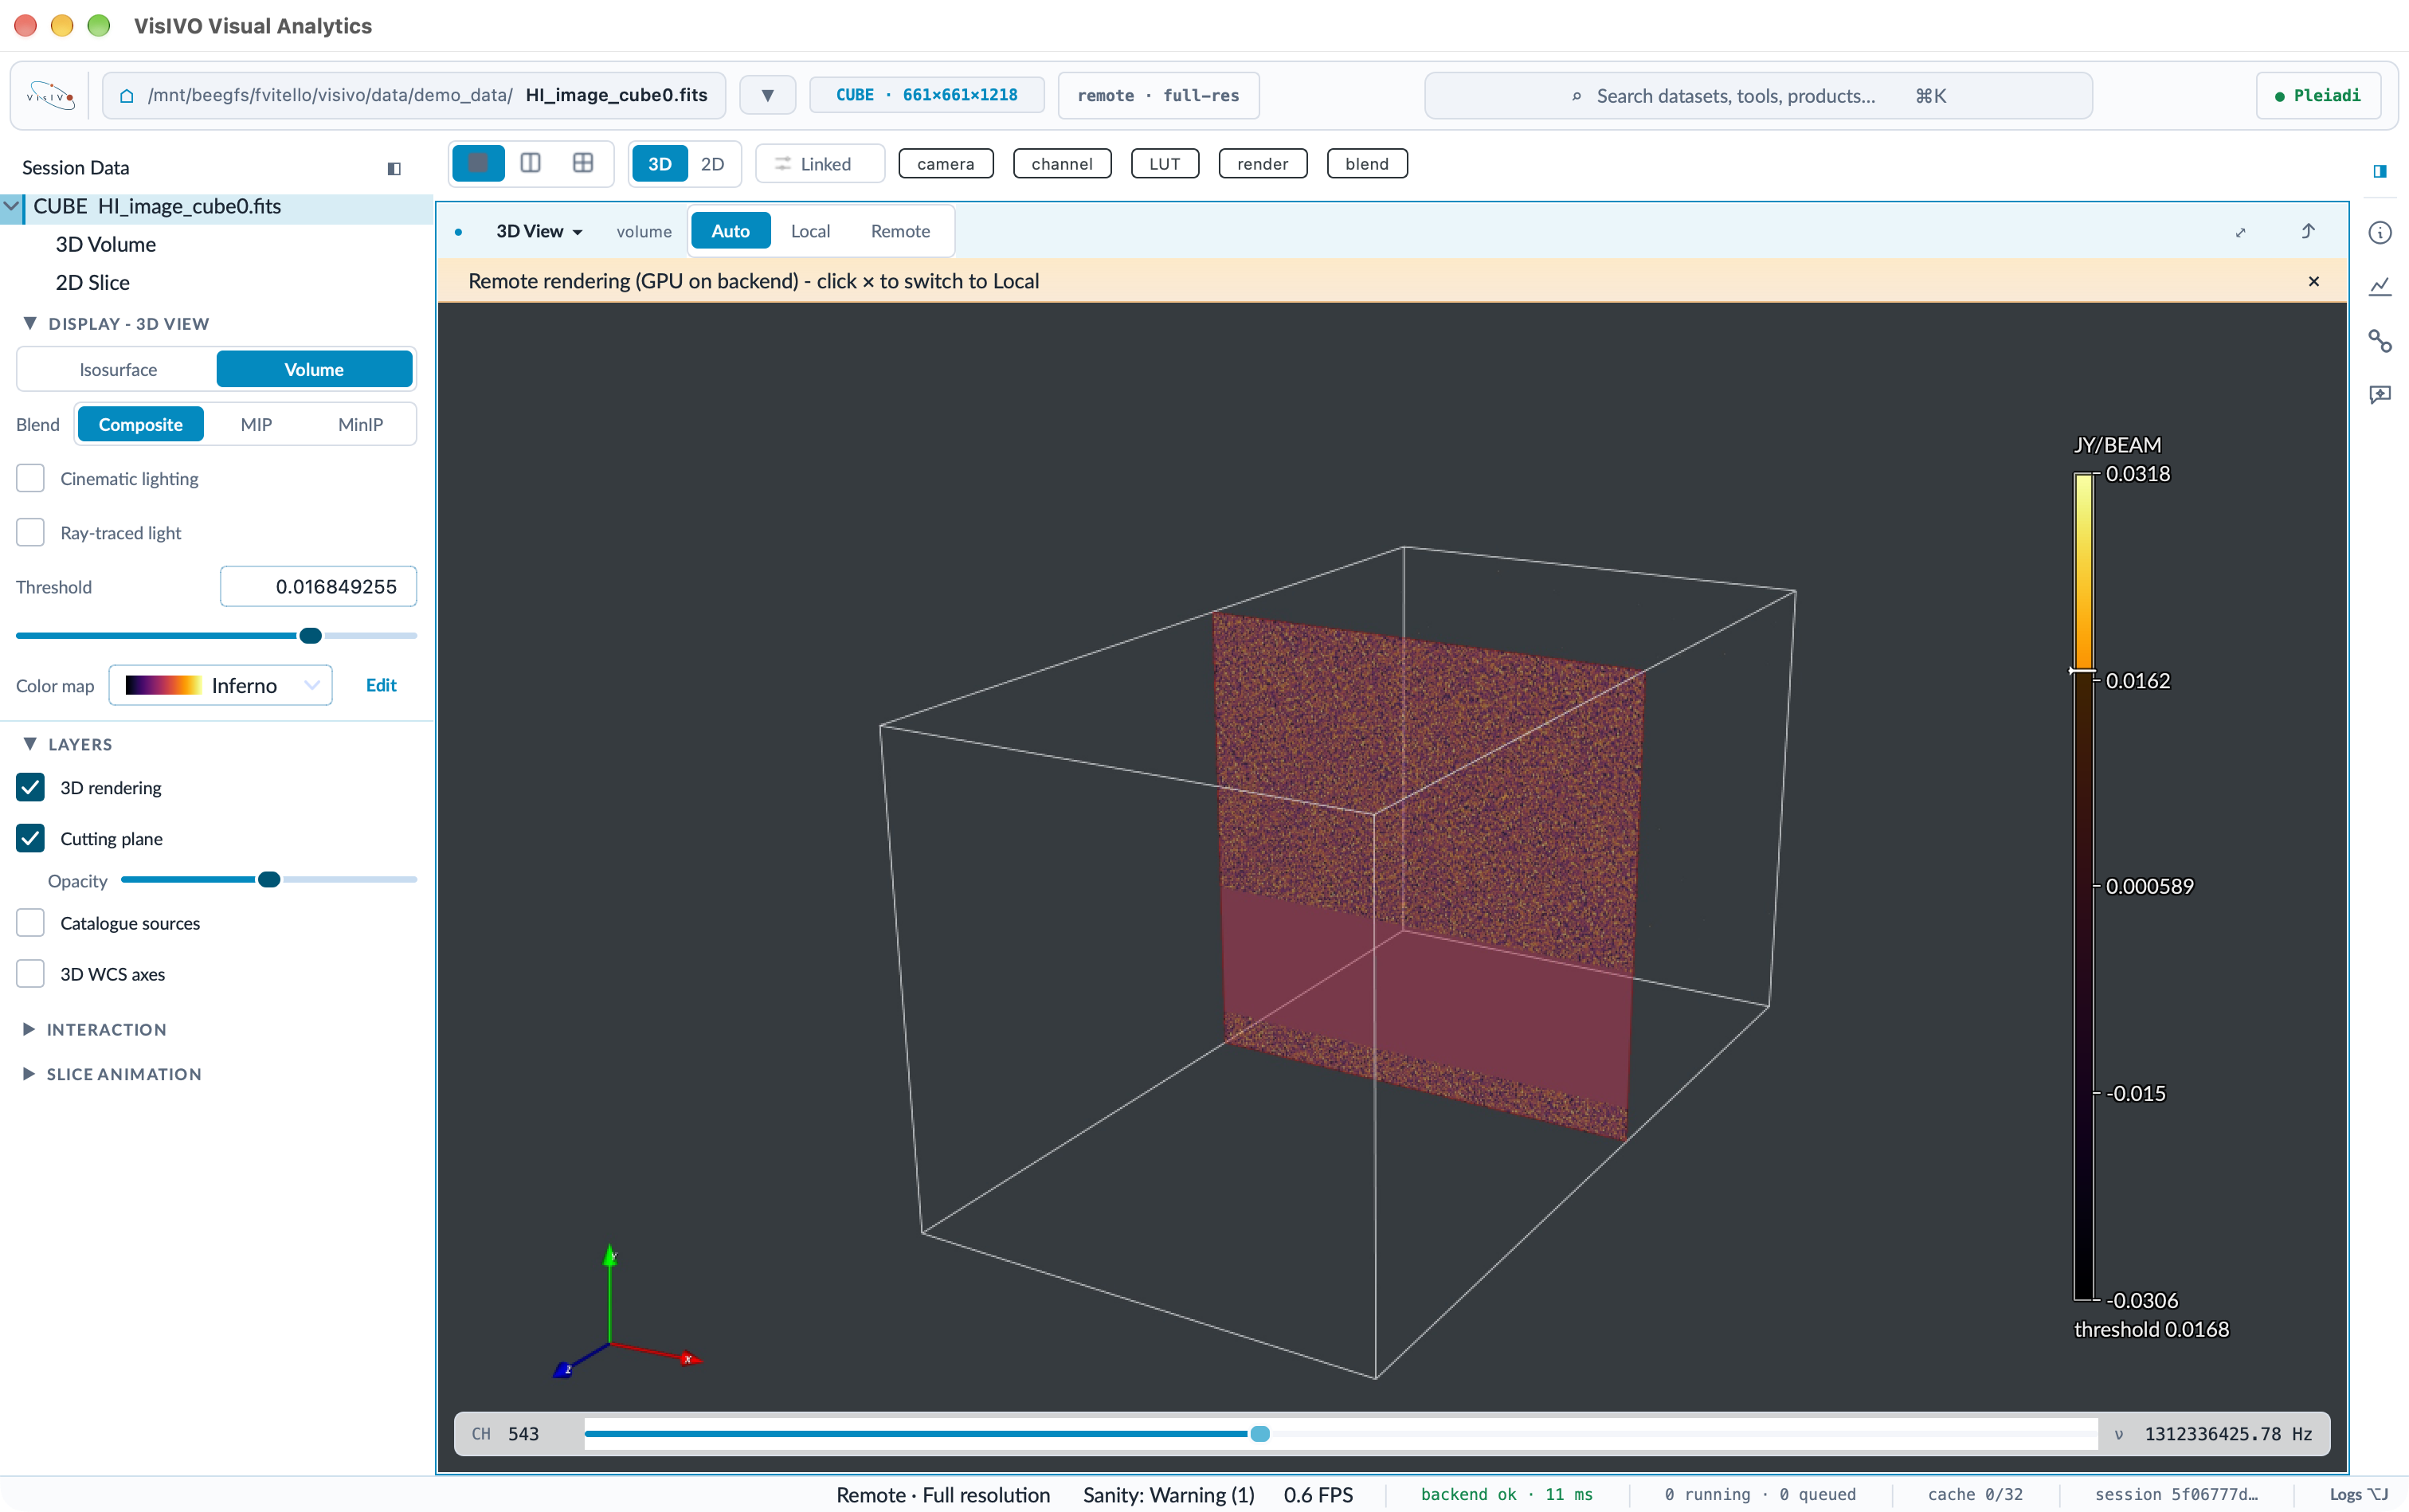 VisIVO Visual Analytics
VisIVO
/mnt/beegfs/fvitello/visivo/data/demo_data/ HI_image_cube0.fits ▼ CUBE · 661×661×1218 remote · full-res Search datasets, tools, products... ⌘K ● Pleiadi
Session Data
3D 2D Linked camera channel LUT render blend
CUBE HI_image_cube0.fits
3D Volume
2D Slice
3D View volume Auto Local Remote
Remote rendering (GPU on backend) - click × to switch to Local ×
▼ DISPLAY - 3D VIEW
Isosurface Volume
Blend Composite MIP MinIP
Cinematic lighting
Ray-traced light
Threshold 0.016849255
Color map Inferno Edit
▼ LAYERS
3D rendering
Cutting plane
Opacity
Catalogue sources
3D WCS axes
▶ INTERACTION
▶ SLICE ANIMATION
JY/BEAM
0.0318
0.0162
0.000589
-0.015
-0.0306
threshold 0.0168
Y
X
Z
CH 543 ν 1312336425.78 Hz
Remote · Full resolution Sanity: Warning (1) 0.6 FPS backend ok · 11 ms 0 running · 0 queued cache 0/32 session 5f06777d… Logs ⌥J